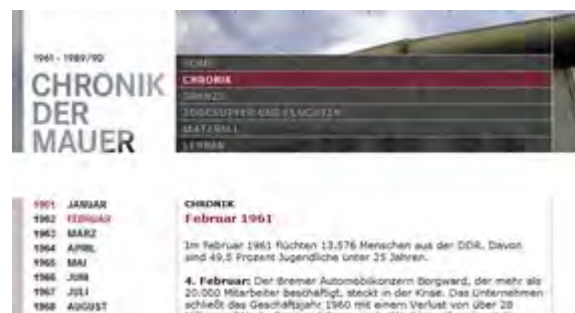 1961 - 1989/90
CHRONIK
DER
MAUER
HOME
CHRONIK
GRENZE
TODESOPFER UND FLUCHTEN
MATERIAL
LERNEN
1961 JANUAR
1962 FEBRUAR
1963 MÄRZ
1964 APRIL
1965 MAI
1966 JUNI
1967 JULI
1968 AUGUST
CHRONIK
Februar 1961
Im Februar 1961 flüchten 13.576 Menschen aus der DDR. Davon
sind 49,5 Prozent Jugendliche unter 25 Jahren.
4. Februar: Der Bremer Automobilkonzern Borgward, der mehr als
20.000 Mitarbeiter beschäftigt, steckt in der Krise. Das Unternehmen
schließt das Geschäftsjahr 1960 mit einem Verlust von über 28